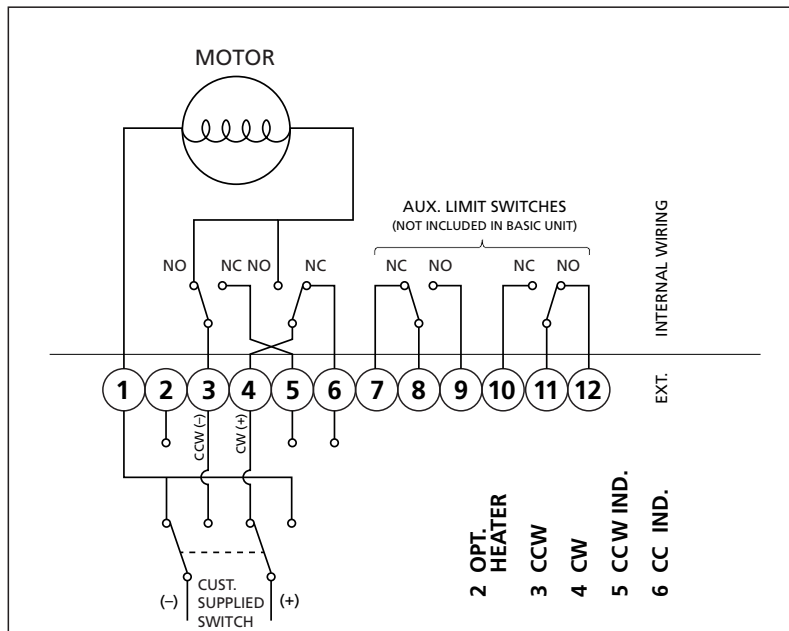 MOTOR
AUX. LIMIT SWITCHES
(NOT INCLUDED IN BASIC UNIT)
NO
NC NO
NC
NC
NO
NC
NO
INTERNAL WIRING
1
2
3
4
5
6
7
8
9
10
11
12
EXT.
CCW (–)
CW (+)
(–)
CUST.
SUPPLIED
SWITCH
(+)
2 OPT.
HEATER
3 CCW
4 CW
5 CCW IND.
6 CC IND.